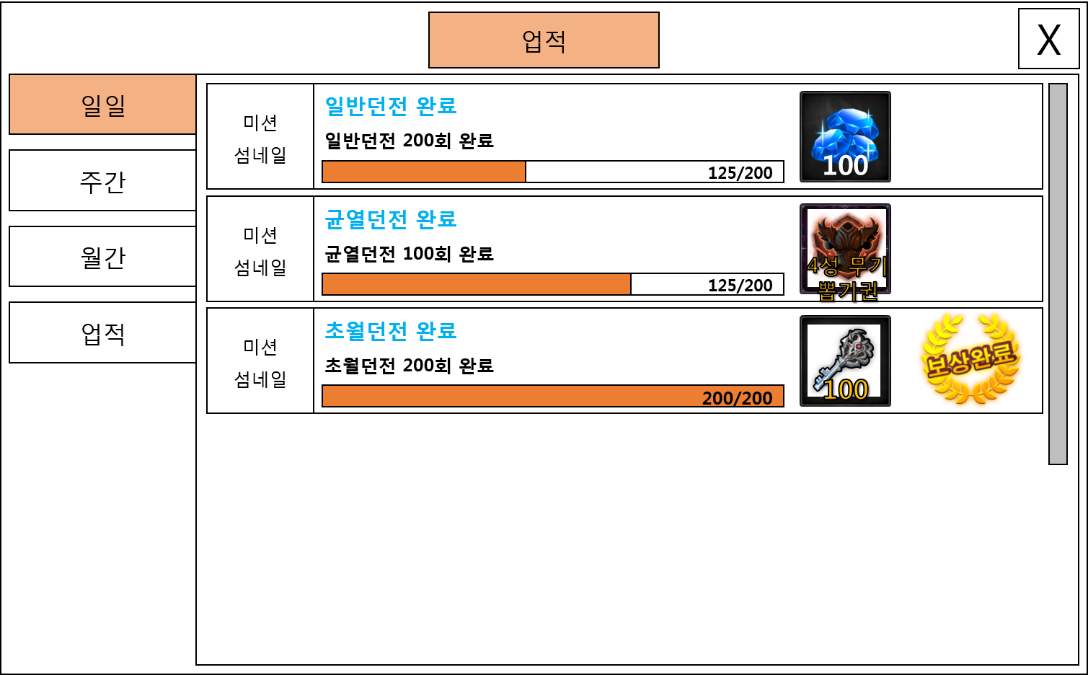 업적
X
일일
주간
월간
업적
미션
섬네일
일반던전 완료
일반던전 200회 완료
125/200
100
미션
섬네일
균열던전 완료
균열던전 100회 완료
125/200
4성 무기
뽑기권
미션
섬네일
초월던전 완료
초월던전 200회 완료
200/200
100
보상완료